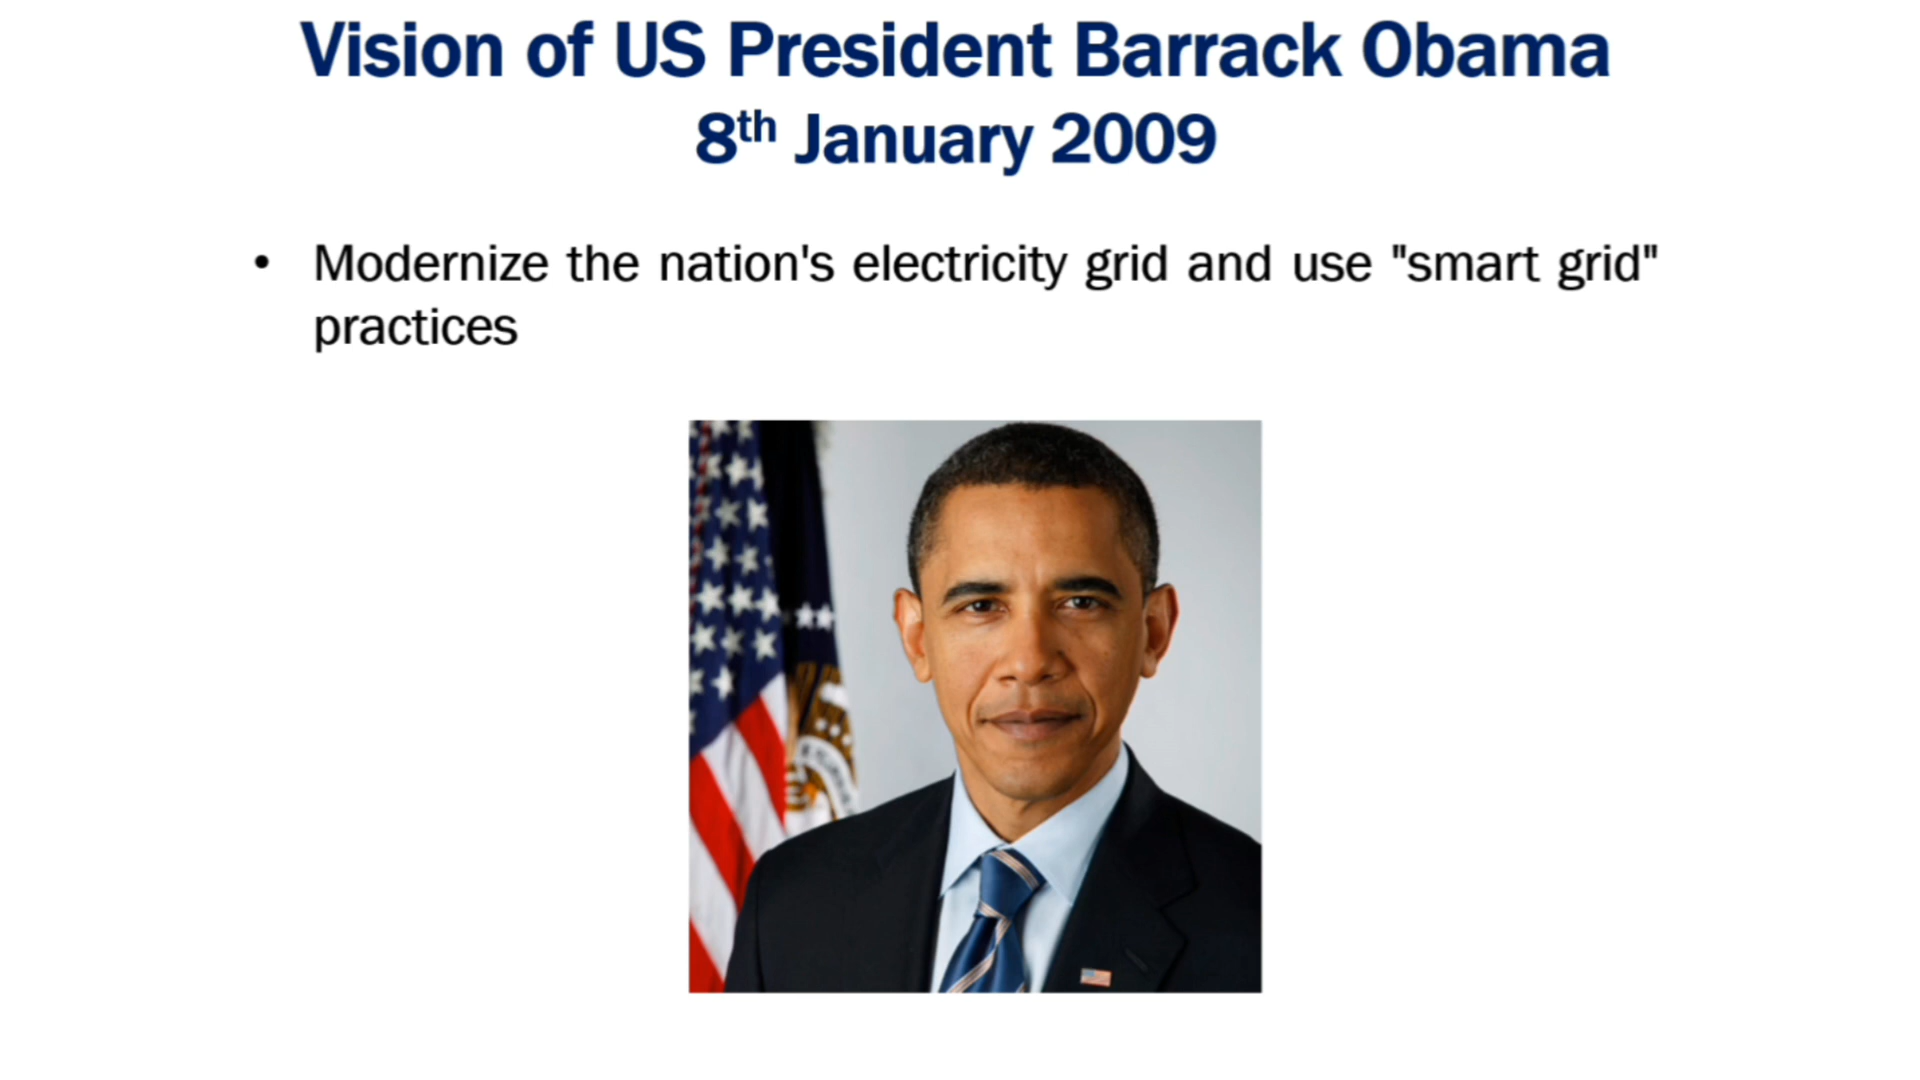 Vision of US President Barrack Obama
8th January 2009
• Modernize the nation's electricity grid and use "smart grid"
practices